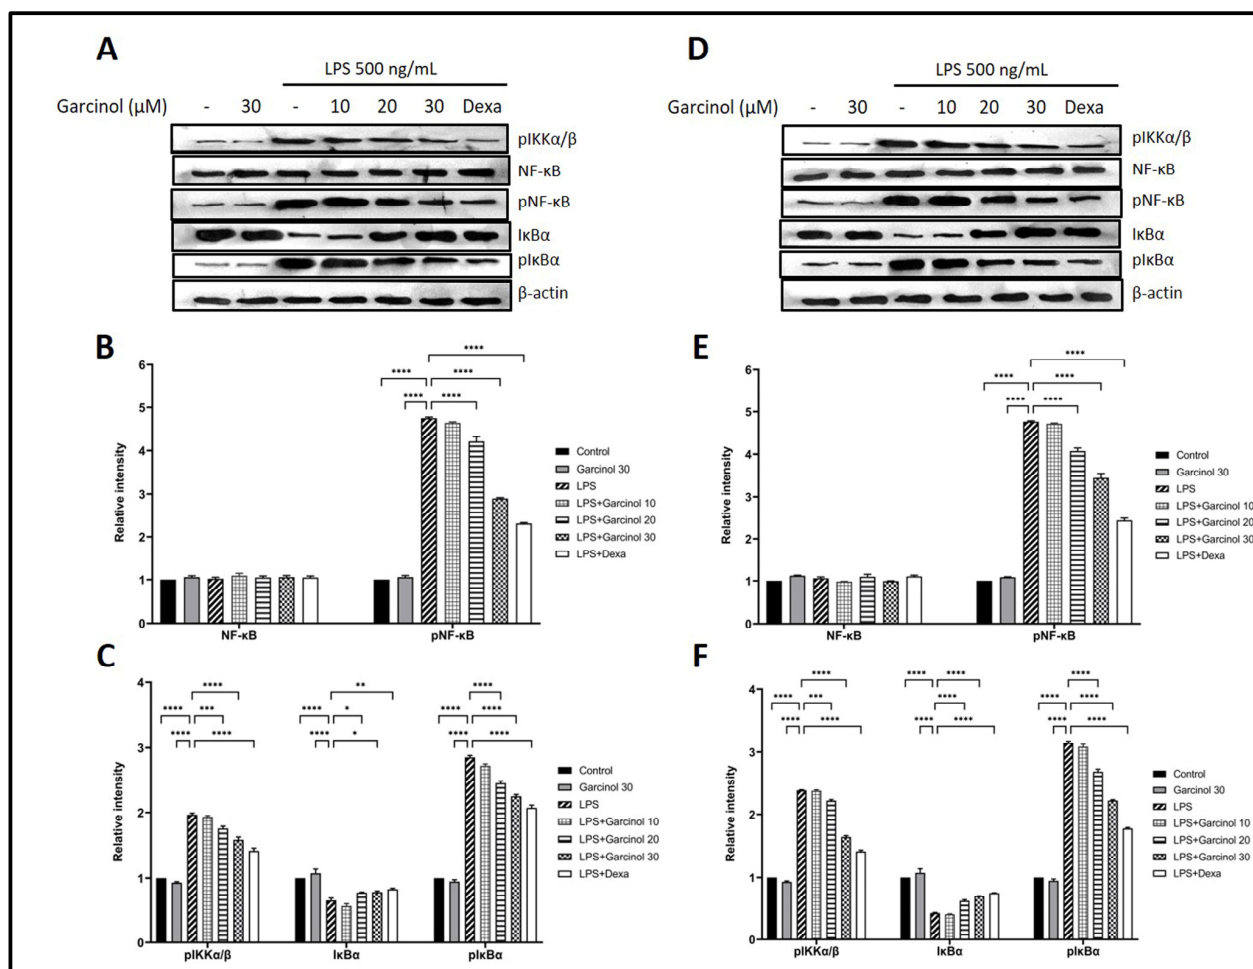 A
LPS 500 ng/mL
Garcinol (µM) - 30 - 10 20 30 Dexa
pIKKα/β
NF-κB
pNF-κB
IκBα
pIκBα
β-actin
D
LPS 500 ng/mL
Garcinol (µM) - 30 - 10 20 30 Dexa
pIKKα/β
NF-κB
pNF-κB
IκBα
pIκBα
β-actin
B
Relative intensity
6
5
4
3
2
1
0
**** **** **** **** ****
NF-κB pNF-κB
Control
Garcinol 30
LPS
LPS+Garcinol 10
LPS+Garcinol 20
LPS+Garcinol 30
LPS+Dexa
E
Relative intensity
6
5
4
3
2
1
0
**** **** **** **** ****
NF-κB pNF-κB
Control
Garcinol 30
LPS
LPS+Garcinol 10
LPS+Garcinol 20
LPS+Garcinol 30
LPS+Dexa
C
Relative intensity
4
3
2
1
0
**** ** ****
**** *** **** * **** ****
**** **** **** * **** ****
pIKKα/β IκBα pIκBα
Control
Garcinol 30
LPS
LPS+Garcinol 10
LPS+Garcinol 20
LPS+Garcinol 30
LPS+Dexa
F
Relative intensity
4
3
2
1
0
**** **** **** ****
**** *** **** **** ****
**** **** **** **** **** ****
pIKKα/β IκBα pIκBα
Control
Garcinol 30
LPS
LPS+Garcinol 10
LPS+Garcinol 20
LPS+Garcinol 30
LPS+Dexa